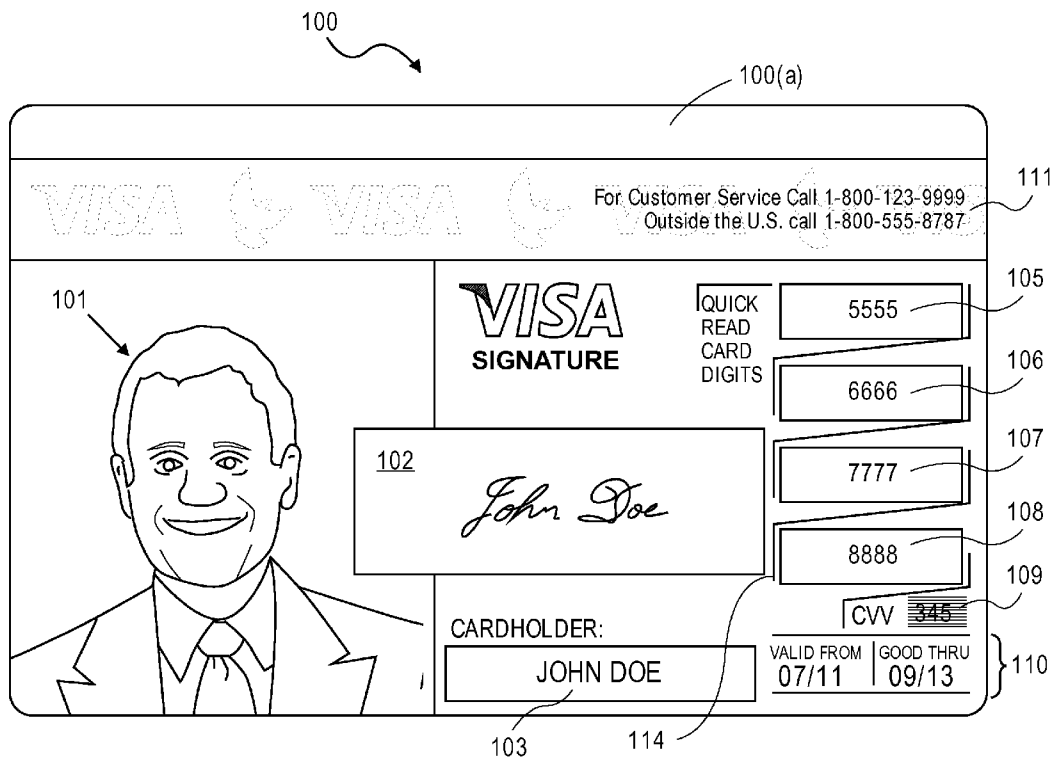 100
100(a)
VISA VISA VISA VISA
For Customer Service Call 1-800-123-9999
Outside the U.S. call 1-800-555-8787
111
101
VISA
SIGNATURE
QUICK
READ
CARD
DIGITS
5555
105
6666
106
7777
107
8888
108
102
John Doe
CVV 345
109
CARDHOLDER:
JOHN DOE
VALID FROM
07/11
GOOD THRU
09/13
110
103
114